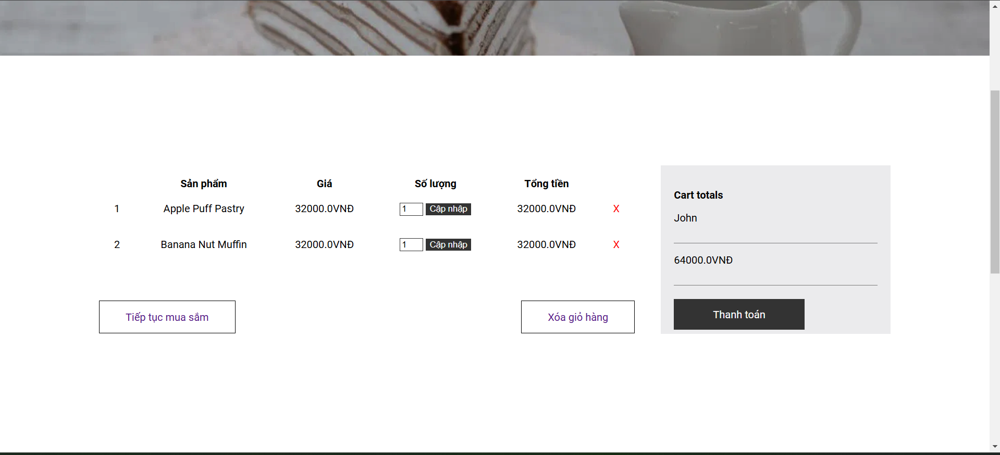 Sản phẩm Giá Số lượng Tổng tiền
1 Apple Puff Pastry 32000.0VNĐ 1 Cập nhập 32000.0VNĐ X
2 Banana Nut Muffin 32000.0VNĐ 1 Cập nhập 32000.0VNĐ X
Tiếp tục mua sắm Xóa giỏ hàng
Cart totals
John
64000.0VNĐ
Thanh toán